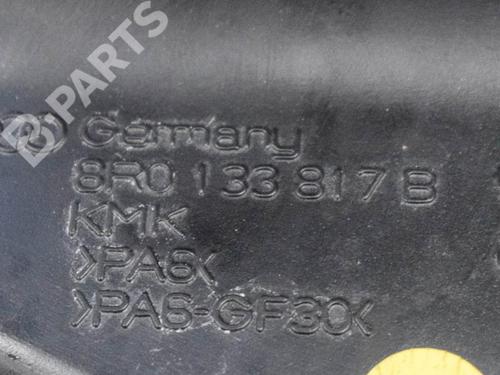 B-PARTS
Germany
8R0 133 817 B
KMK
>PA6<
>PA6-GF30<